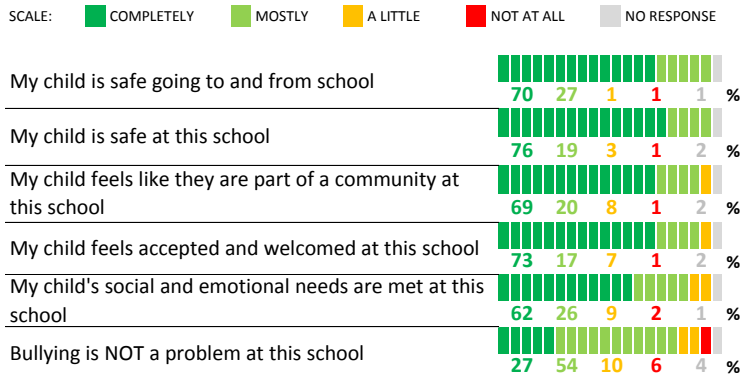 SCALE: COMPLETELY MOSTLY A LITTLE NOT AT ALL NO RESPONSE
My child is safe going to and from school
70 27 1 1 1 %
My child is safe at this school
76 19 3 1 2 %
My child feels like they are part of a community at
this school
69 20 8 1 2 %
My child feels accepted and welcomed at this school
73 17 7 1 2 %
My child's social and emotional needs are met at this
school
62 26 9 2 1 %
Bullying is NOT a problem at this school
27 54 10 6 4 %